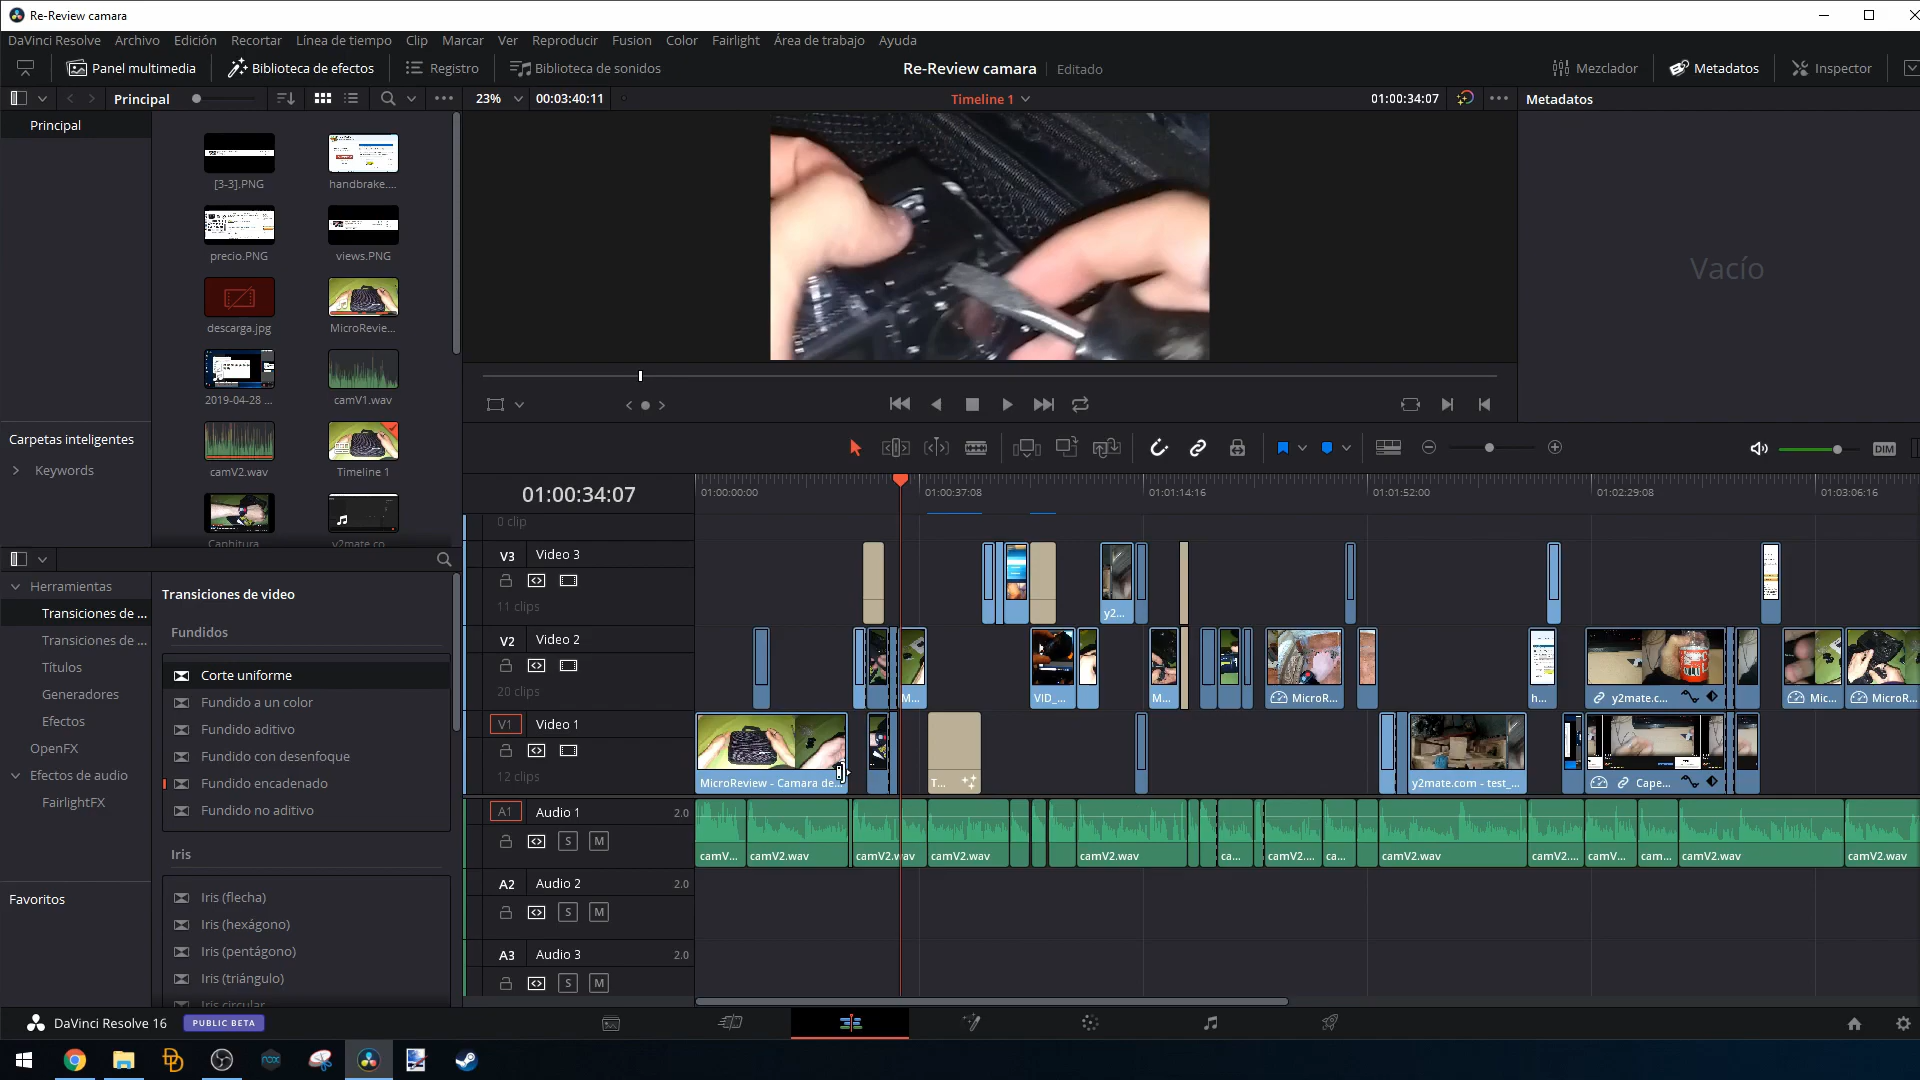 Re-Review camara
DaVinci Resolve Archivo Edición Recortar Línea de tiempo Clip Marcar Ver Reproducir Fusion Color Fairlight Área de trabajo Ayuda
Panel multimedia Biblioteca de efectos Registro Biblioteca de sonidos Re-Review camara Editado Mezclador Metadatos Inspector
Principal 23% 00:03:40:11 Timeline 1 01:00:34:07 Metadatos
Principal
[3-3].PNG handbrake....
precio.PNG views.PNG
Vacío
descarga.jpg MicroRevie...
2019-04-28 ... camV1.wav
Carpetas inteligentes
Keywords
camV2.wav Timeline 1
DIM
01:00:34:07 01:00:00:00 01:00:37:08 01:01:14:16 01:01:52:00 01:02:29:08 01:03:06:16
0 clip
V3 Video 3
11 clips
y2...
Herramientas
Transiciones de ...
Transiciones de ...
Títulos
Generadores
Efectos
OpenFX
Efectos de audio
FairlightFX
Favoritos
Transiciones de video
Fundidos
Corte uniforme
Fundido a un color
Fundido aditivo
Fundido con desenfoque
Fundido encadenado
Fundido no aditivo
Iris
Iris (flecha)
Iris (hexágono)
Iris (pentágono)
Iris (triángulo)
Iris circular
V2 Video 2
20 clips
M... VID_... M... MicroR... h... y2mate.c... Mic... MicroR...
V1 Video 1
12 clips
MicroReview - Camara de... T... y2mate.com - test_... Cape...
A1 Audio 1 2.0
S M
camV... camV2.wav camV2.wav camV2.wav camV2.wav ca... camV2.... ca... camV2.wav camV2.... camV... cam... camV2.wav camV2.wav
A2 Audio 2 2.0
S M
A3 Audio 3 2.0
S M
DaVinci Resolve 16 PUBLIC BETA